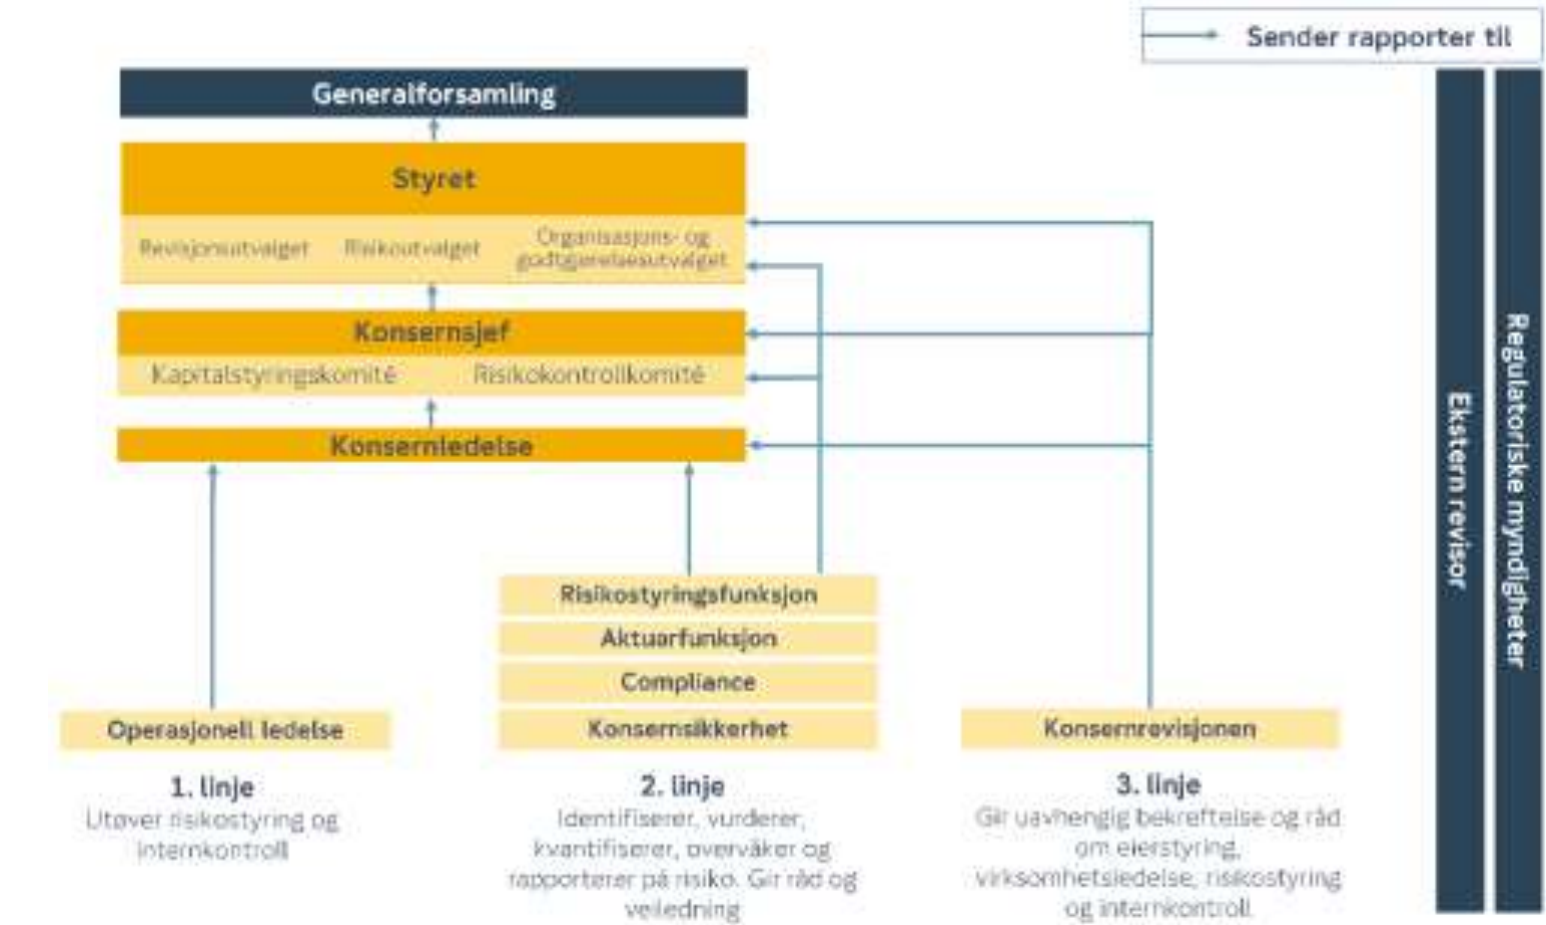 Sender rapporter til
Generalforsamling
Styret
Revisjonsutvalget
Risikoutvalget
Organisasjons- og
godtgjørelsesutvalget
Konsernsjef
Kapitalstyringskomité
Risikokontrollkomité
Konsernledelse
Risikostyringsfunksjon
Aktuarfunksjon
Compliance
Konsernsikkerhet
Operasjonell ledelse
Konsernrevisjonen
1. linje
Utøver risikostyring og
internkontroll
2. linje
Identifiserer, vurderer,
kvantifiserer, overvåker og
rapporterer på risiko. Gir råd og
veiledning
3. linje
Gir uavhengig bekreftelse og råd
om eierstyring,
virksomhetsledelse, risikostyring
og internkontroll
Ekstern revisor
Regulatoriske myndigheter